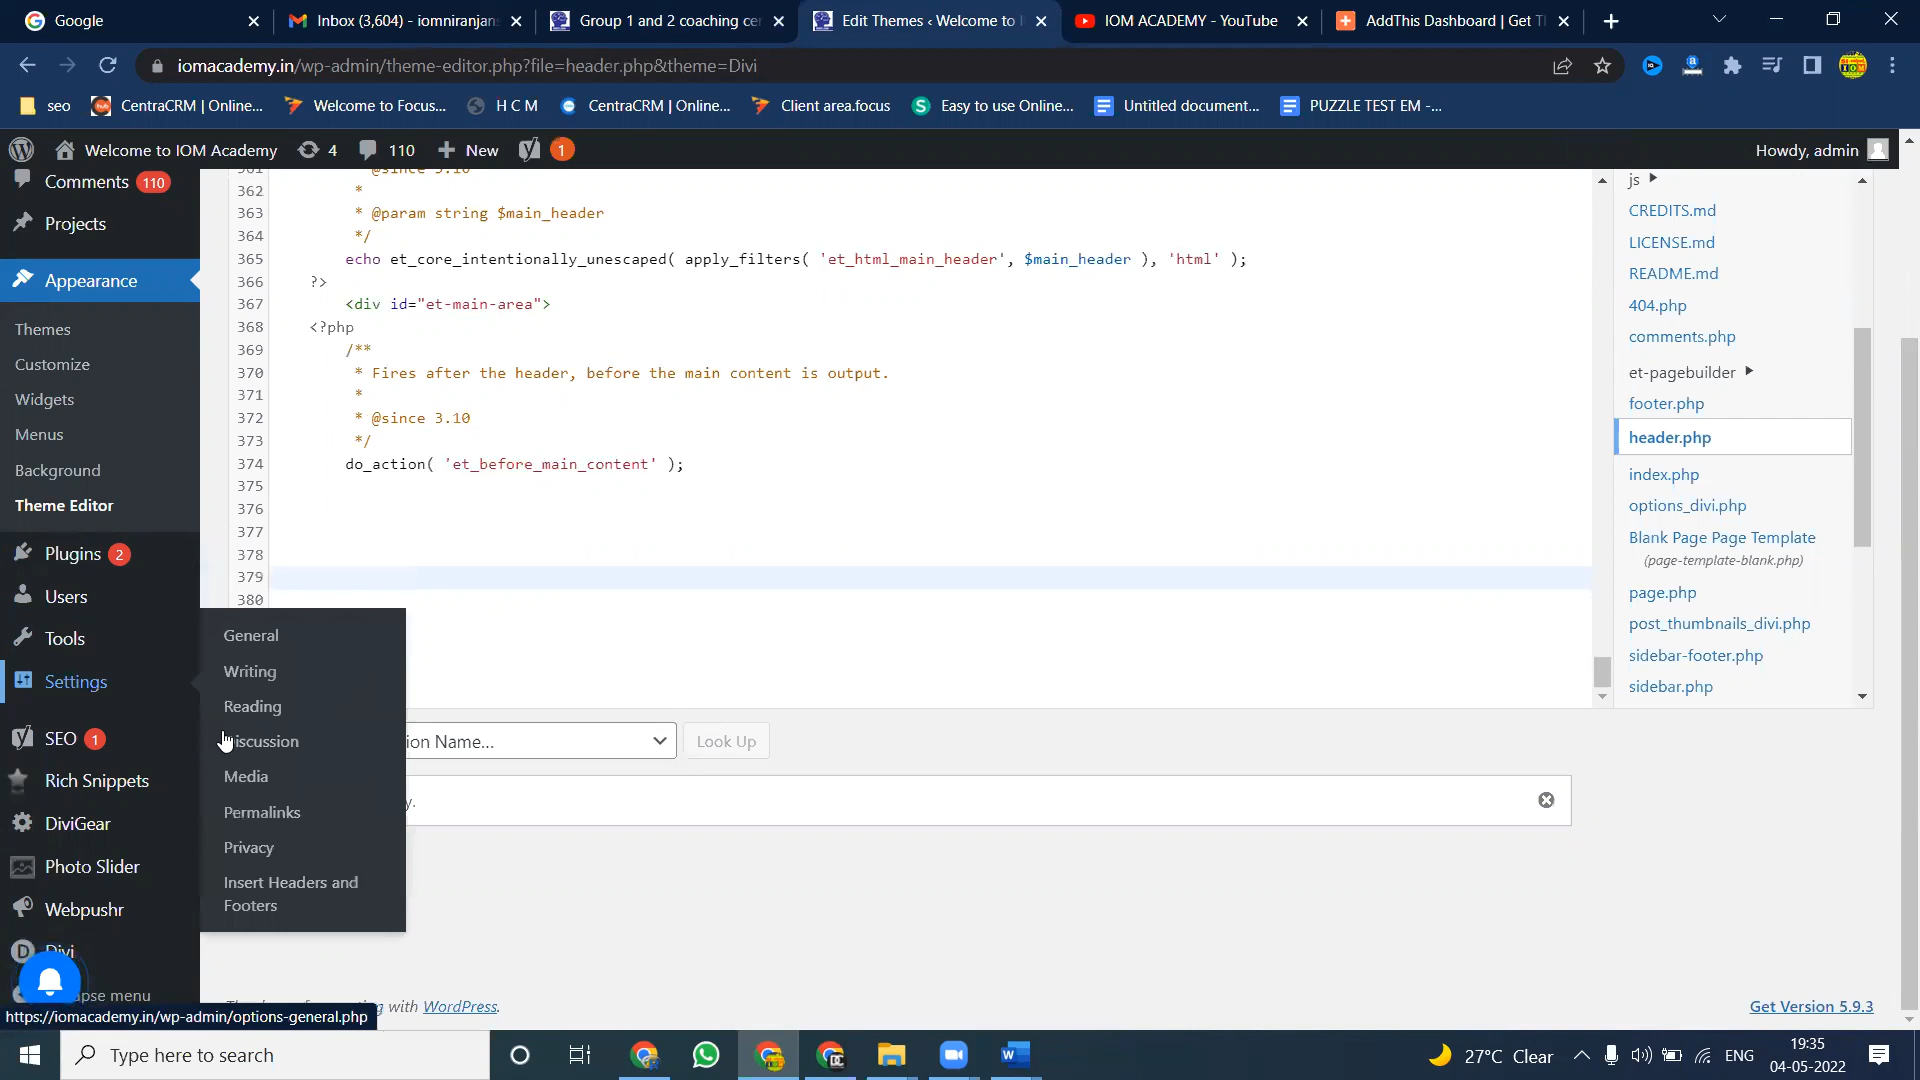 Google
Inbox (3,604) - iomniranjan
Group 1 and 2 coaching ce
Edit Themes ‹ Welcome to I
IOM ACADEMY - YouTube
AddThis Dashboard | Get T
iomacademy.in/wp-admin/theme-editor.php?file=header.php&theme=Divi
seo
CentraCRM | Online...
Welcome to Focus...
H C M
CentraCRM | Online...
Client area.focus
Easy to use Online...
Untitled document...
PUZZLE TEST EM -...
Welcome to IOM Academy
4
110
New
1
Howdy, admin
Comments 110
Projects
Appearance
Themes
Customize
Widgets
Menus
Background
Theme Editor
Plugins 2
Users
Tools
Settings
SEO 1
Rich Snippets
DiviGear
Photo Slider
Webpushr
Divi
apse menu
General
Writing
Reading
iscussion
Media
Permalinks
Privacy
Insert Headers and
Footers
361 * @since 3.10
362 *
363 * @param string $main_header
364 */
365 echo et_core_intentionally_unescaped( apply_filters( 'et_html_main_header', $main_header ), 'html' );
366 ?>
367 <div id="et-main-area">
368 <?php
369 /**
370 * Fires after the header, before the main content is output.
371 *
372 * @since 3.10
373 */
374 do_action( 'et_before_main_content' );
375
376
377
378
379
380
ion Name...
Look Up
y.
with WordPress.
Get Version 5.9.3
js
CREDITS.md
LICENSE.md
README.md
404.php
comments.php
et-pagebuilder
footer.php
header.php
index.php
options_divi.php
Blank Page Page Template
(page-template-blank.php)
page.php
post_thumbnails_divi.php
sidebar-footer.php
sidebar.php
https://iomacademy.in/wp-admin/options-general.php
Type here to search
27°C Clear
ENG
19:35
04-05-2022